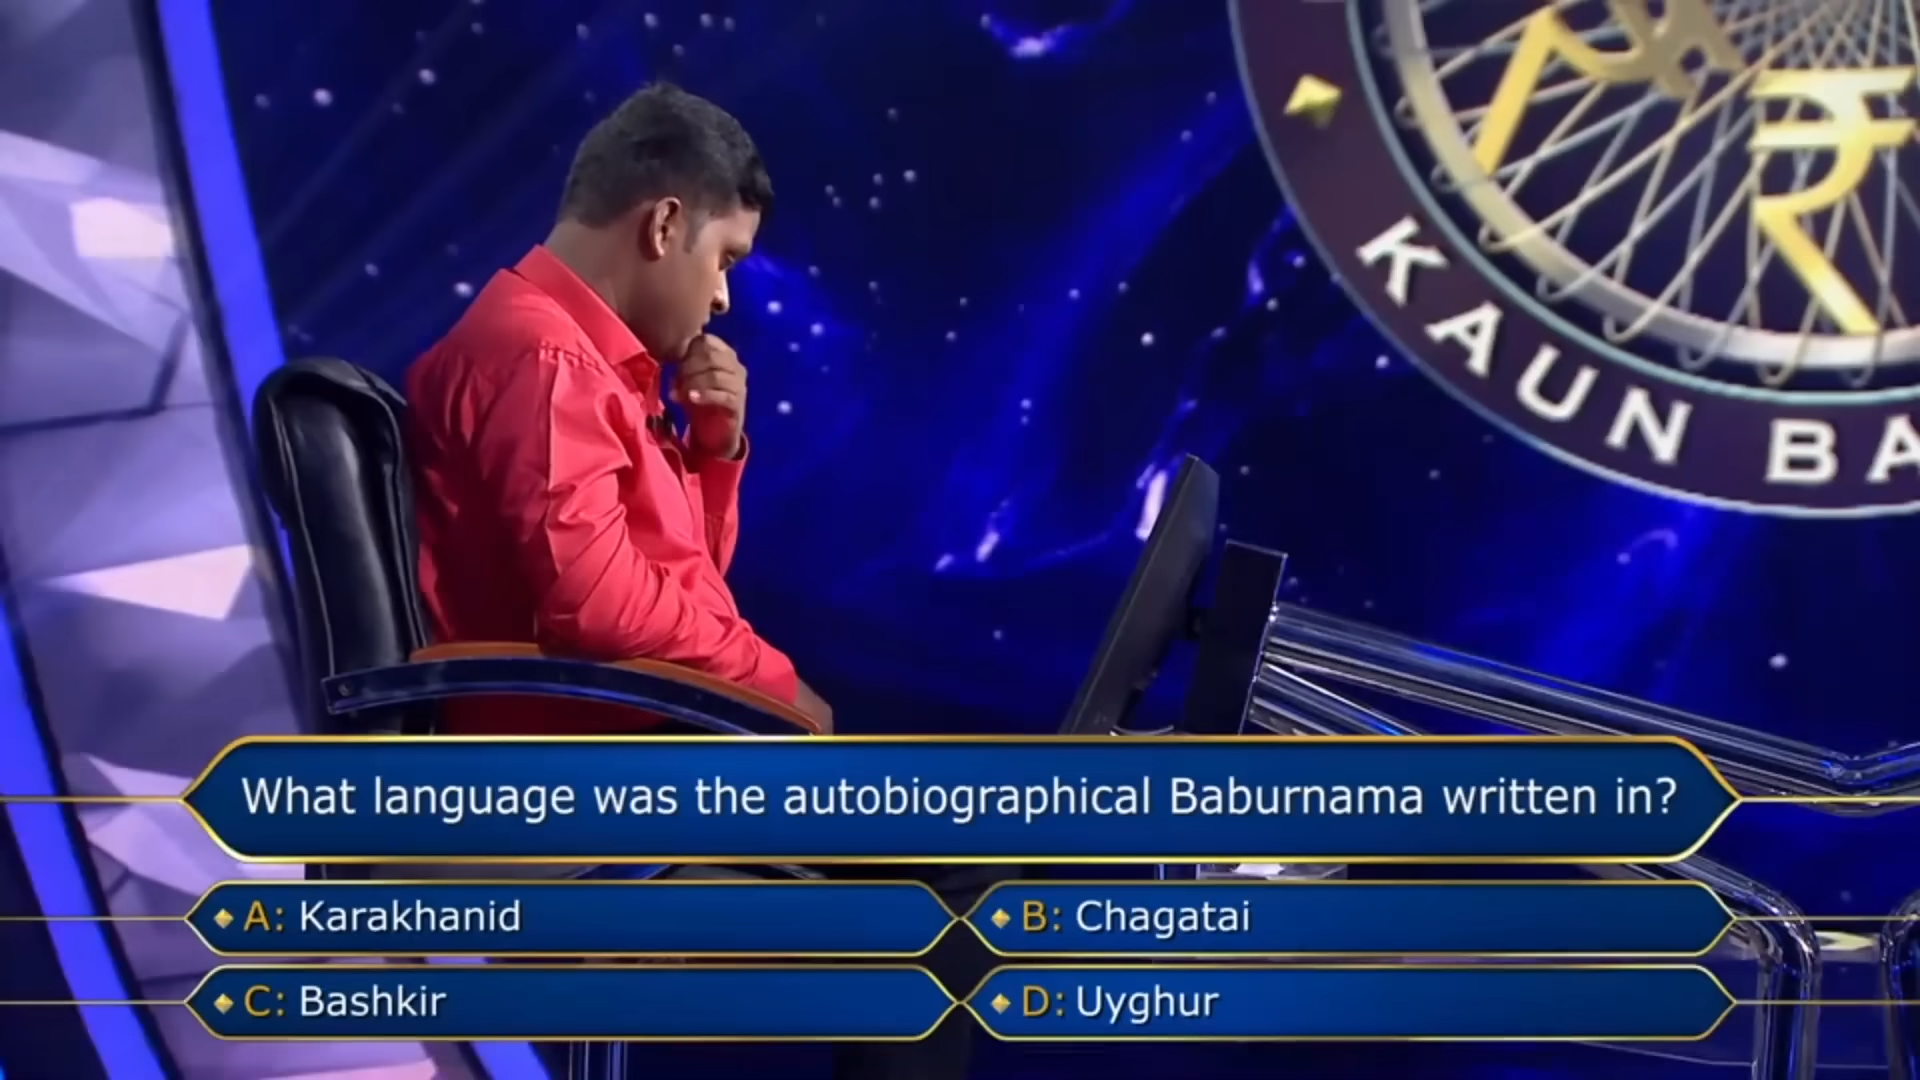 KAUN BA
What language was the autobiographical Baburnama written in?
A: Karakhanid
B: Chagatai
C: Bashkir
D: Uyghur